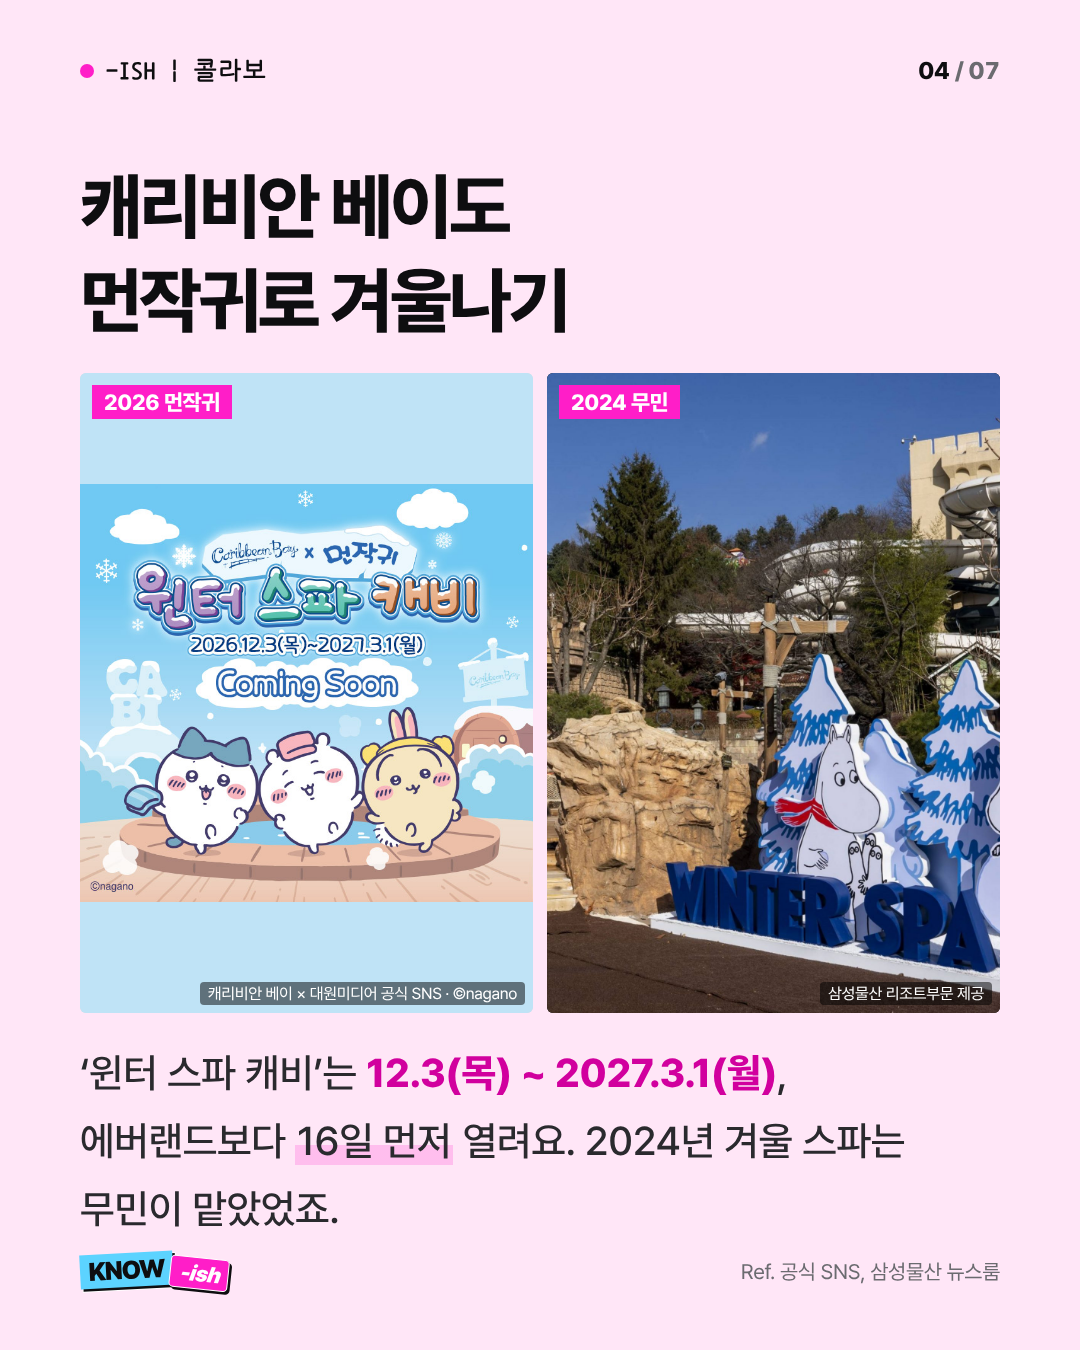 -ISH | 콜라보
04 / 07
캐리비안 베이도
먼작귀로 겨울나기
2026 먼작귀
Caribbean Bay x 먼작귀
윈터 스파 캐비
2026.12.3(목)~2027.3.1(월)
Coming Soon
CA
BI
Caribbean Bay
©nagano
캐리비안 베이 × 대원미디어 공식 SNS · ©nagano
2024 무민
WINTER SPA
삼성물산 리조트부문 제공
‘윈터 스파 캐비’는 12.3(목) ~ 2027.3.1(월),
에버랜드보다 16일 먼저 열려요. 2024년 겨울 스파는
무민이 맡았었죠.
KNOW -ish
Ref. 공식 SNS, 삼성물산 뉴스룸